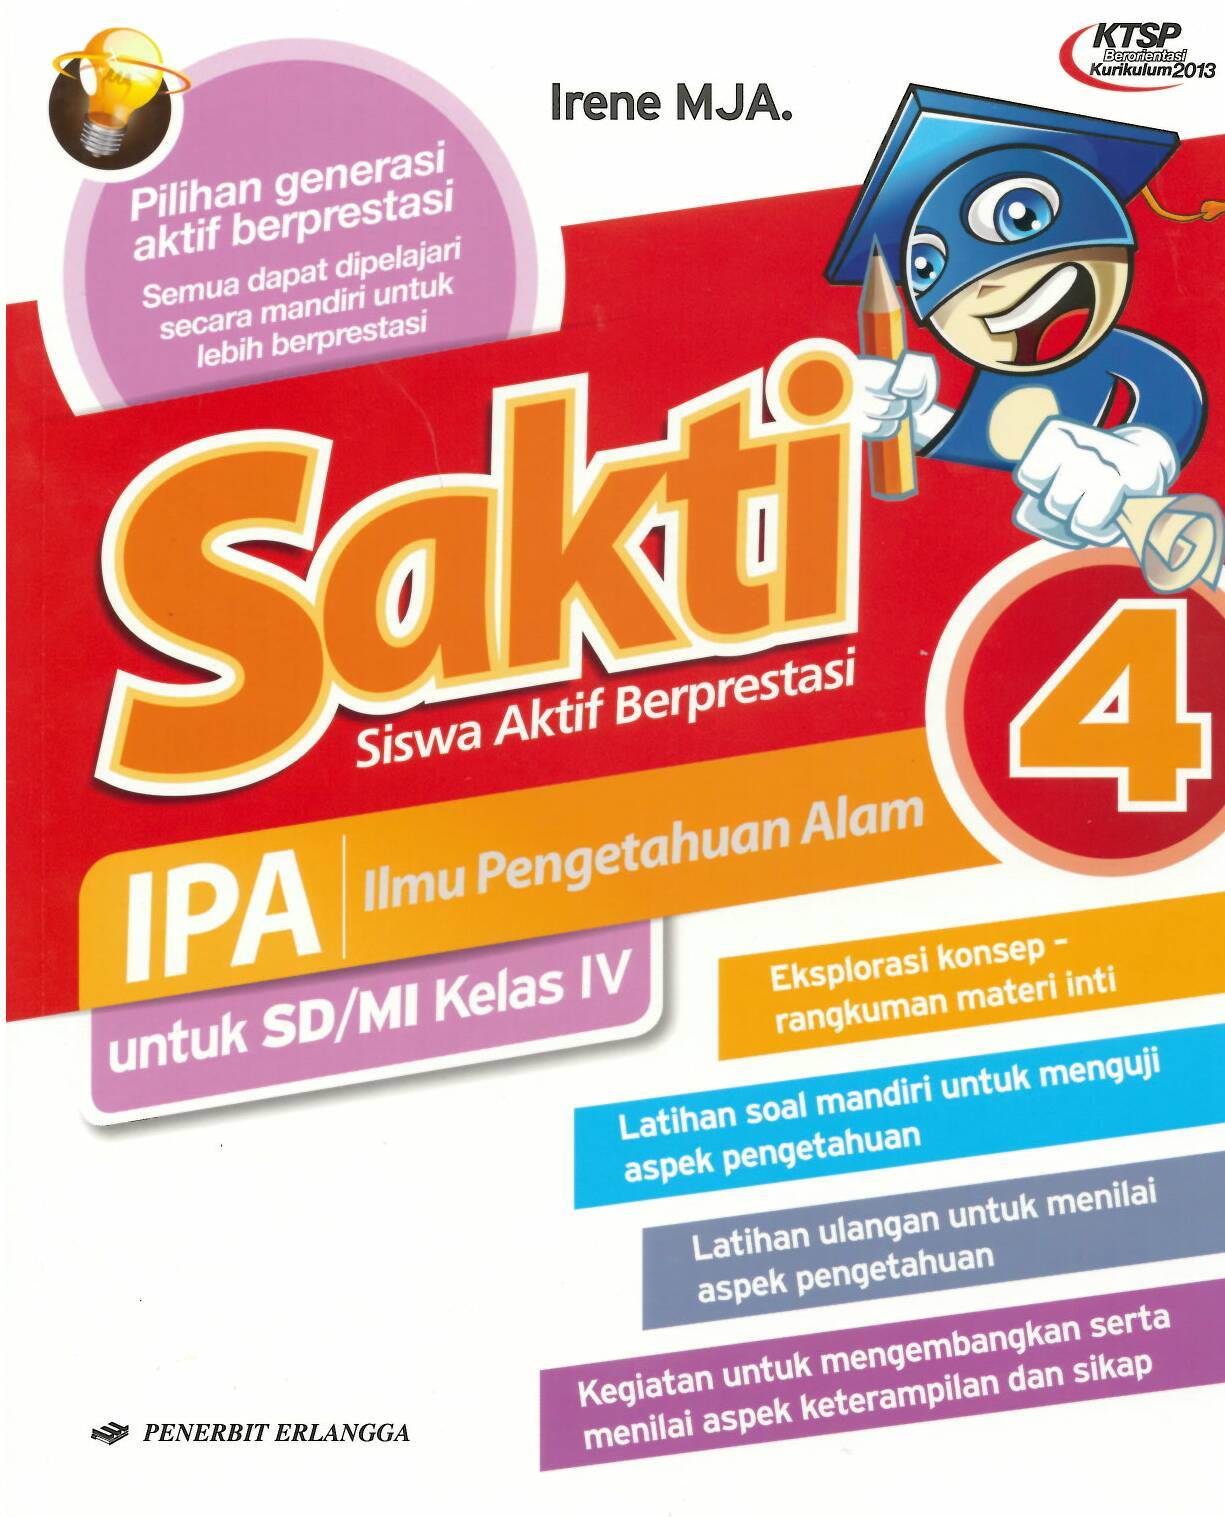 KTSP
Berorientasi
Kurikulum2013
Irene MJA.
Pilihan generasi
aktif berprestasi
Semua dapat dipelajari
secara mandiri untuk
lebih berprestasi
Sakti
Siswa Aktif Berprestasi
4
IPA
Ilmu Pengetahuan Alam
untuk SD/MI Kelas IV
Eksplorasi konsep –
rangkuman materi inti
Latihan soal mandiri untuk menguji
aspek pengetahuan
Latihan ulangan untuk menilai
aspek pengetahuan
Kegiatan untuk mengembangkan serta
menilai aspek keterampilan dan sikap
PENERBIT ERLANGGA